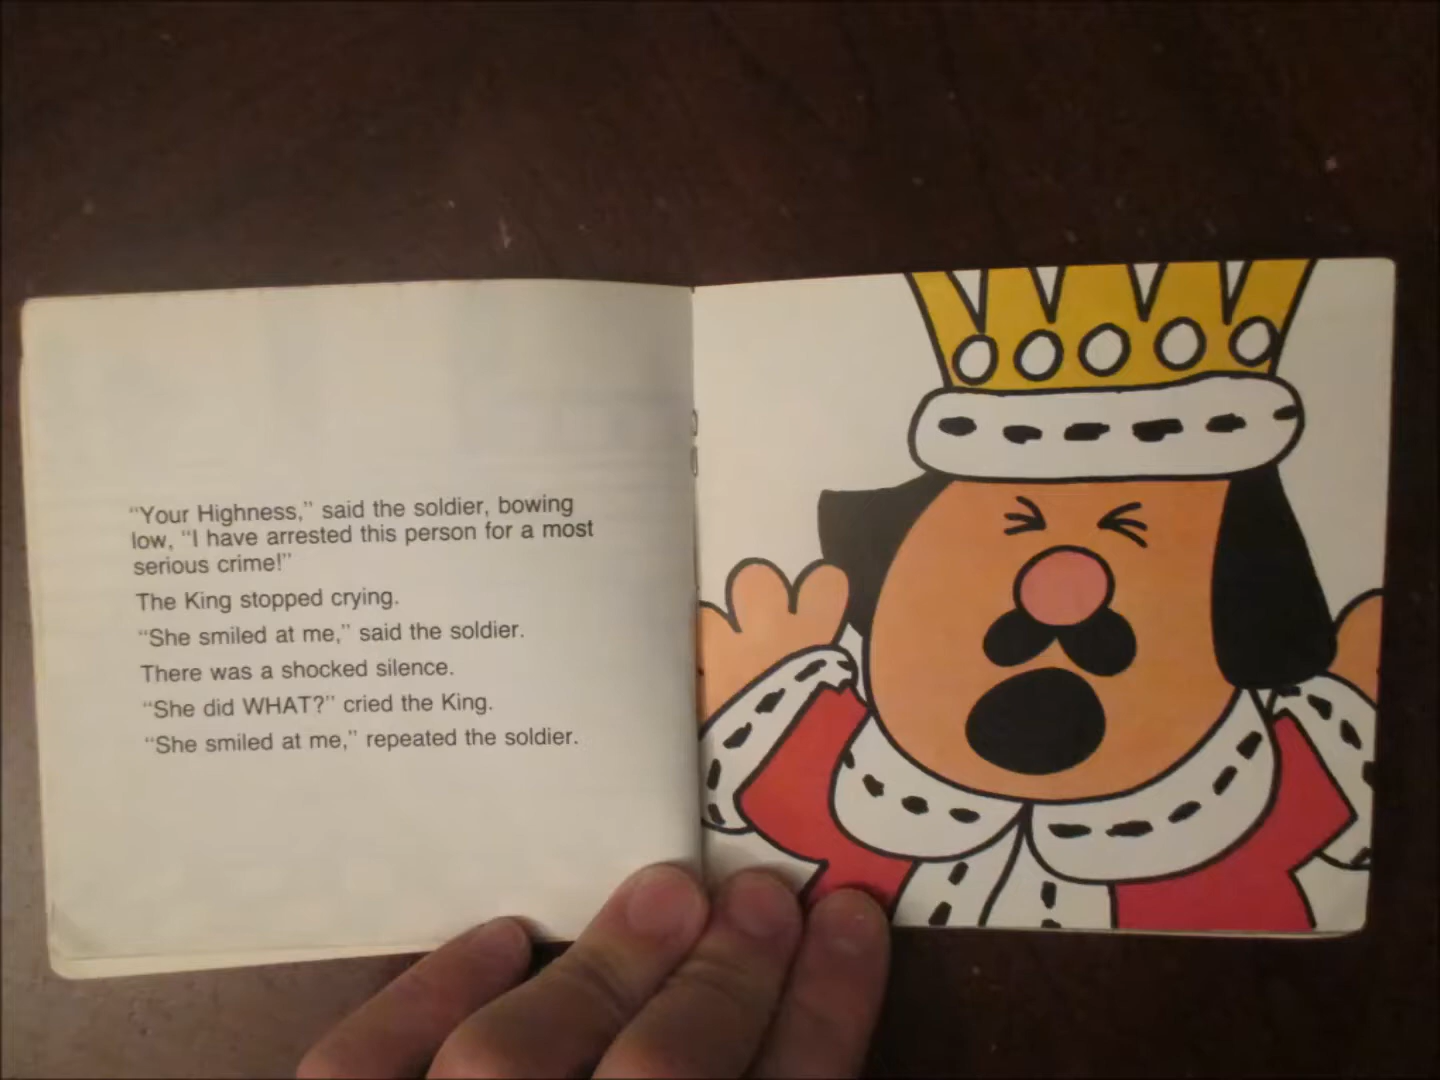 “Your Highness,” said the soldier, bowing
low, “I have arrested this person for a most
serious crime!”
The King stopped crying.
“She smiled at me,” said the soldier.
There was a shocked silence.
“She did WHAT?” cried the King.
“She smiled at me,” repeated the soldier.